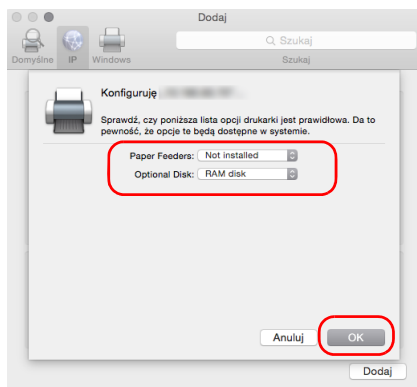 Dodaj
Szukaj
Domyślne IP Windows Szukaj
Konfiguruję
Sprawdź, czy poniższa lista opcji drukarki jest prawidłowa. Da to
pewność, że opcje te będą dostępne w systemie.
Paper Feeders: Not installed
Optional Disk: RAM disk
Anuluj OK
Dodaj